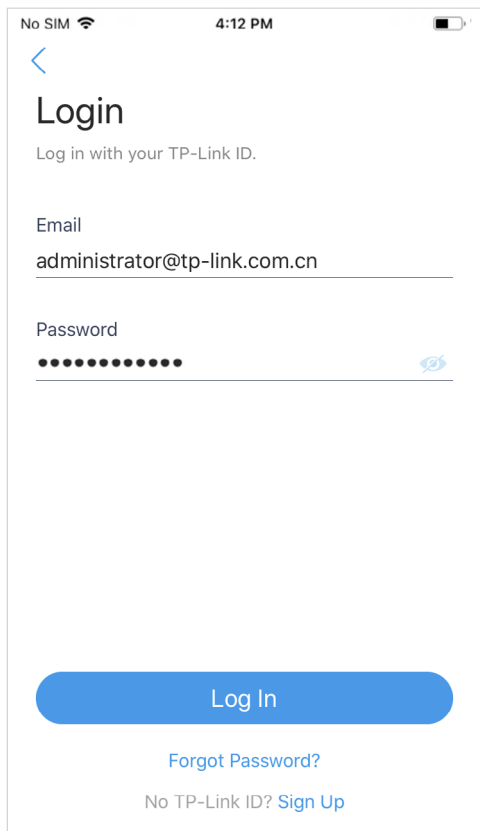 No SIM 4:12 PM
Login
Log in with your TP-Link ID.
Email
administrator@tp-link.com.cn
Password
••••••••••••
Log In
Forgot Password?
No TP-Link ID? Sign Up